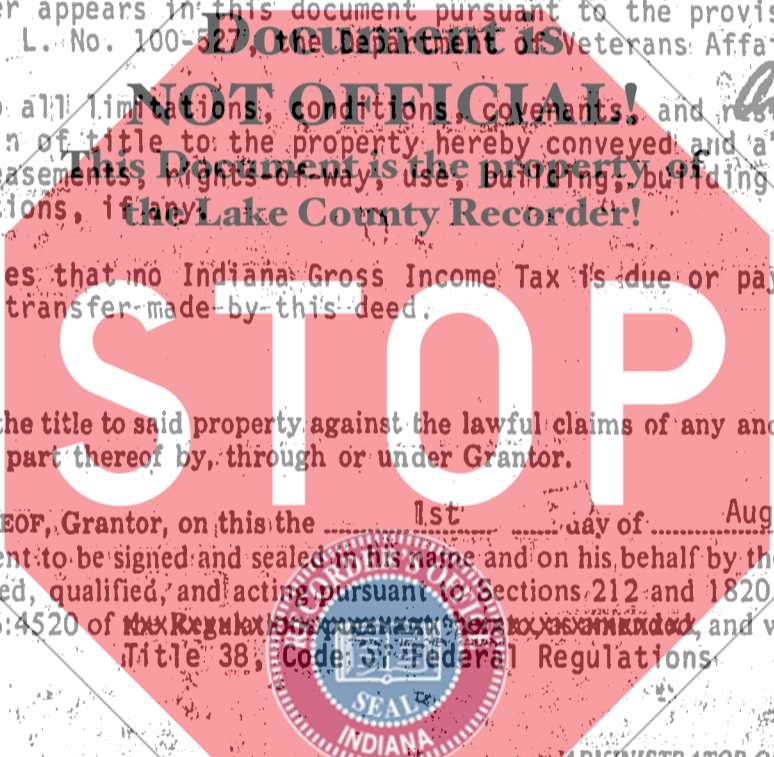 er appears in this document pursuant to the provis
Document is
L. No. 100-527, the Department of Veterans Affa
NOT OFFICIAL!
all limitations, conditions, covenants, and res
n of title to the property hereby conveyed and a
This Document is the property of
easements, rights-of-way, use, building, building
the Lake County Recorder!
ions, if any,
es that no Indiana Gross Income Tax is due or pay
transfer made by this deed.
STOP
the title to said property against the lawful claims of any and
part thereof by, through or under Grantor.
EOF, Grantor, on this the 1st day of Aug
ent to be signed and sealed in his name and on his behalf by the
ed, qualified, and acting pursuant to Sections 212 and 1820,
4520 of and v
Title 38, Code of Federal Regulations
RECORDER'S OFFICE
SEAL
INDIANA